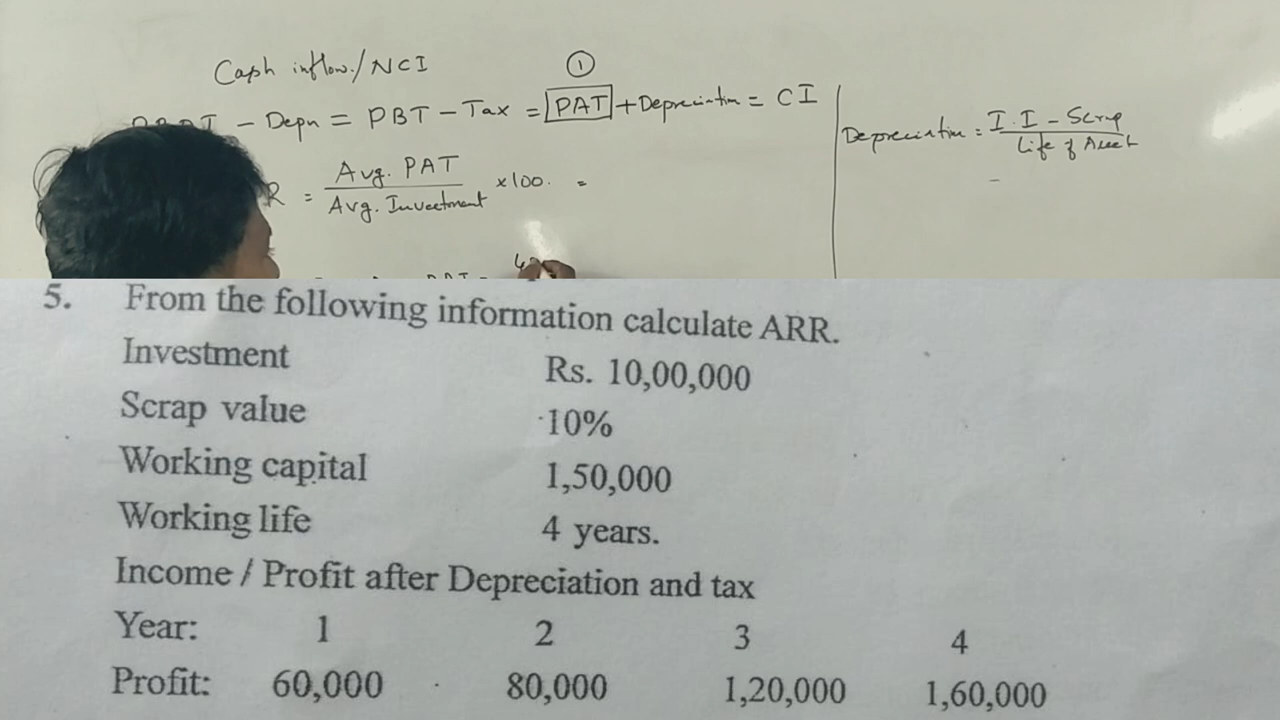 Cash inflow/NCI
①
- Depn = PBT - Tax = PAT + Depreciation = CI
Depreciation = I.I - Scrap / Life of Asset
R = Avg. PAT / Avg. Investment × 100. =
5. From the following information calculate ARR.
Investment Rs. 10,00,000
Scrap value 10%
Working capital 1,50,000
Working life 4 years.
Income / Profit after Depreciation and tax
Year: 1 2 3 4
Profit: 60,000 80,000 1,20,000 1,60,000